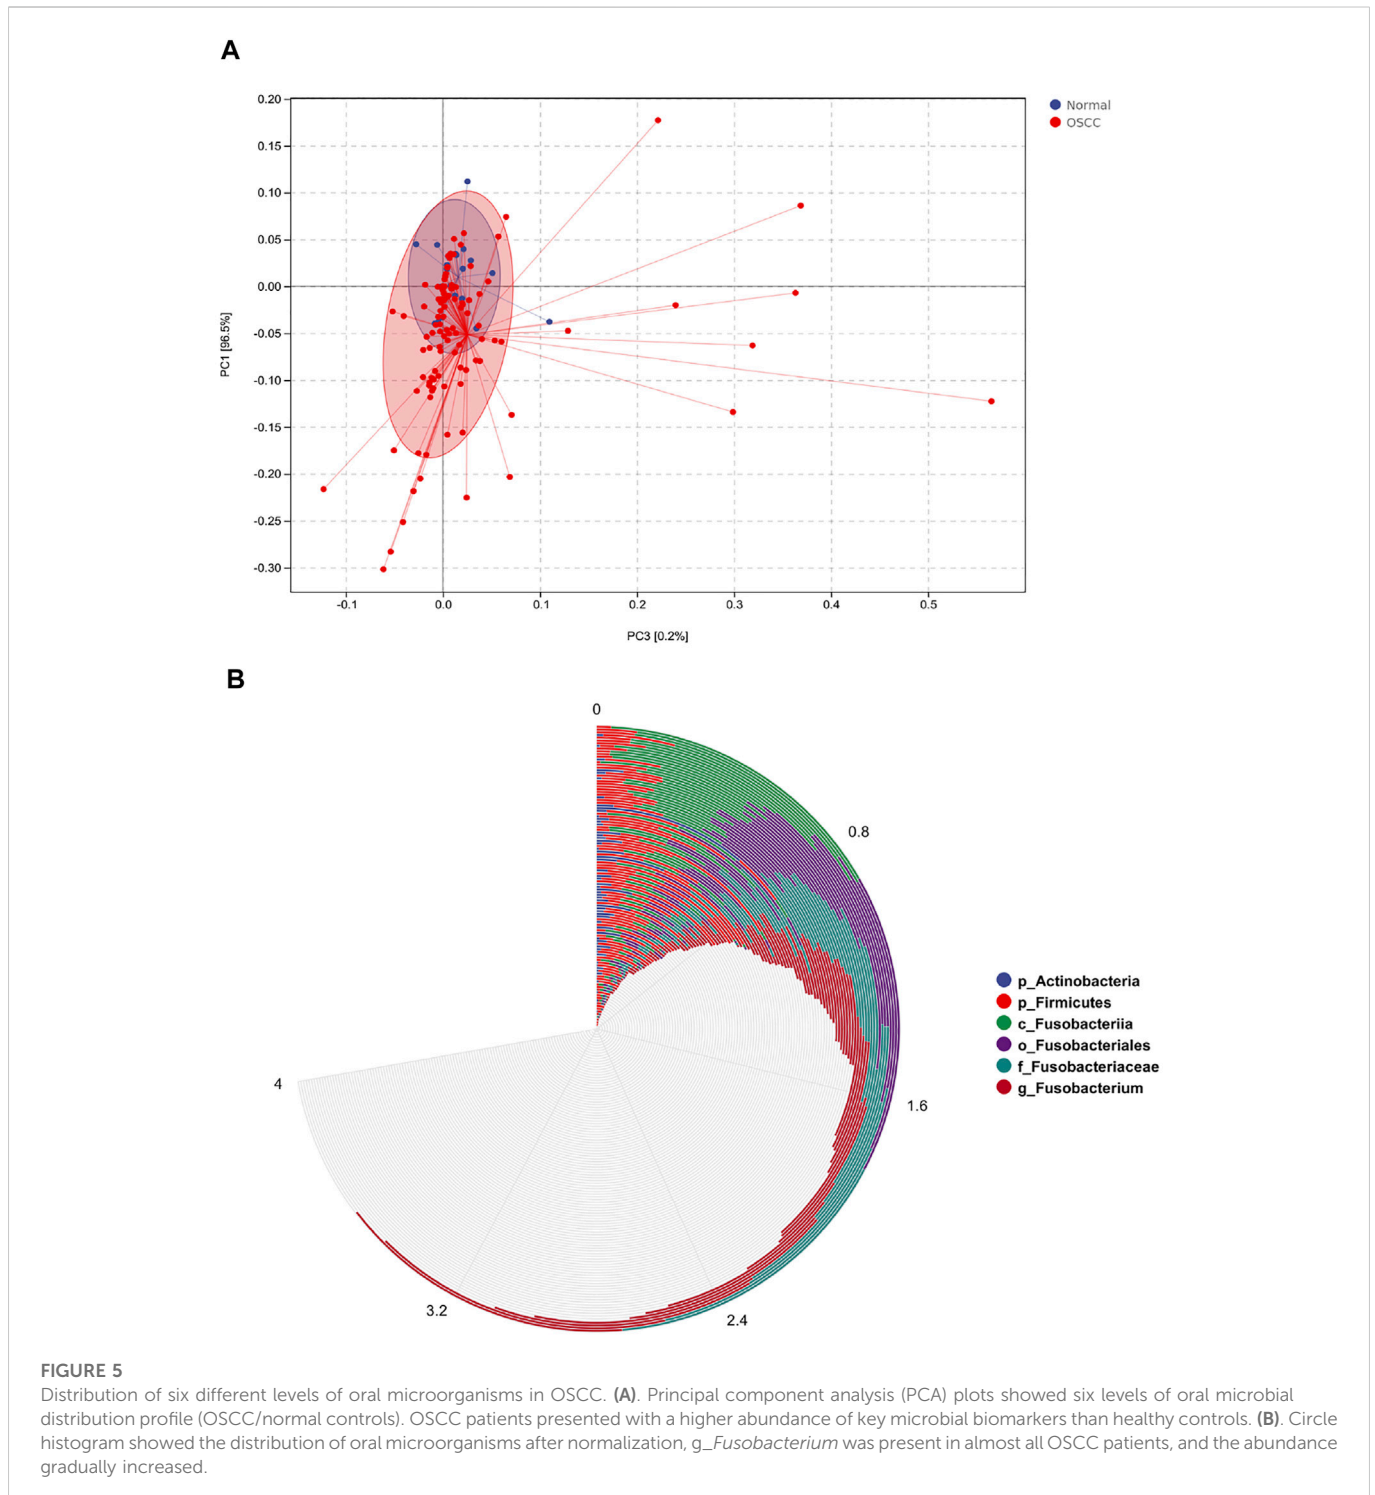 A
Normal
OSCC
0.20
0.15
0.10
0.05
0.00
-0.05
-0.10
-0.15
-0.20
-0.25
-0.30
PC1 [96.5%]
-0.1 0.0 0.1 0.2 0.3 0.4 0.5
PC3 [0.2%]
B
0
0.8
1.6
2.4
3.2
4
p_Actinobacteria
p_Firmicutes
c_Fusobacteriia
o_Fusobacteriales
f_Fusobacteriaceae
g_Fusobacterium
FIGURE 5
Distribution of six different levels of oral microorganisms in OSCC. (A). Principal component analysis (PCA) plots showed six levels of oral microbial
distribution profile (OSCC/normal controls). OSCC patients presented with a higher abundance of key microbial biomarkers than healthy controls. (B). Circle
histogram showed the distribution of oral microorganisms after normalization, g_Fusobacterium was present in almost all OSCC patients, and the abundance
gradually increased.